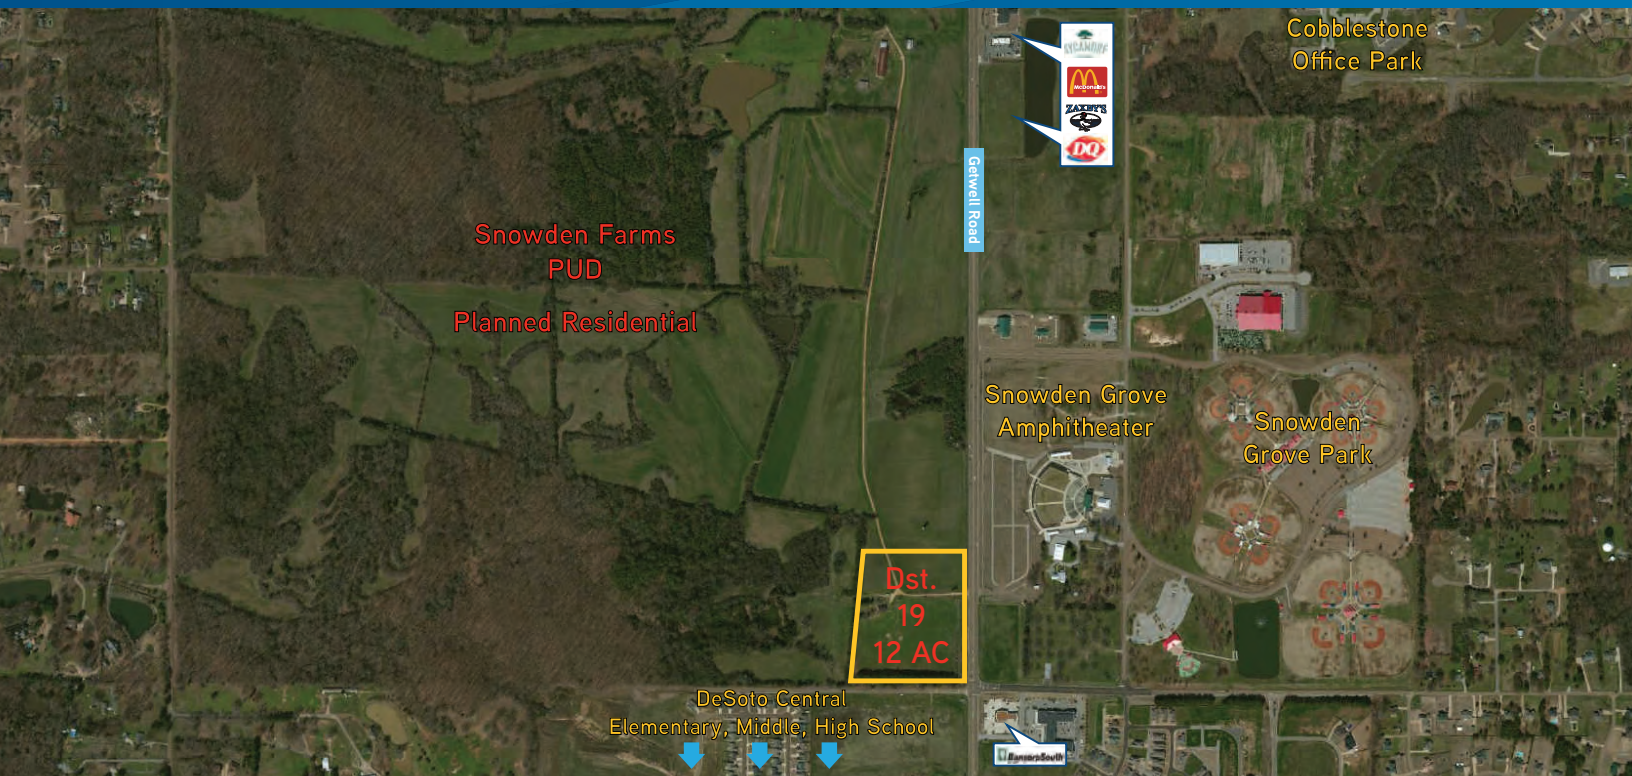 Cobblestone
Office Park
SYCAMORE
McDonald's
ZAXBY'S
DQ
Getwell Road
Snowden Farms
PUD
Planned Residential
Snowden Grove
Amphitheater
Snowden
Grove Park
Dst.
19
12 AC
DeSoto Central
Elementary, Middle, High School
BancorpSouth